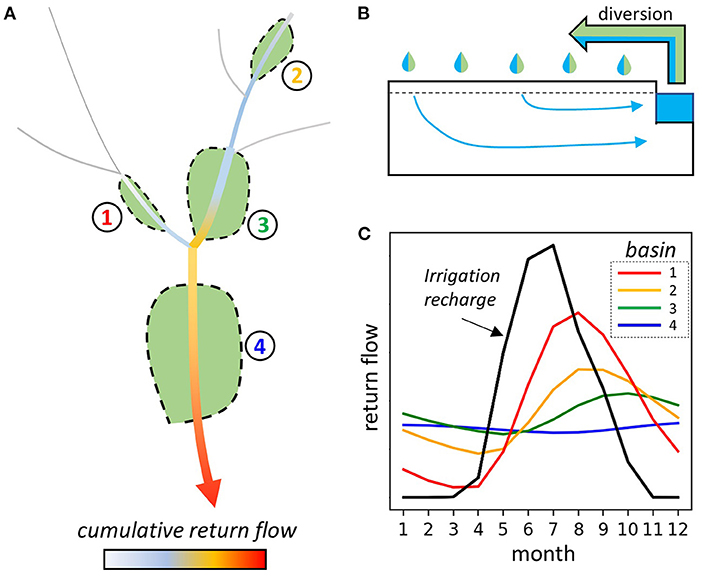 A
2
1
3
4
cumulative return flow
B
diversion
C
basin
1
2
3
4
Irrigation
recharge
return flow
1 2 3 4 5 6 7 8 9 10 11 12
month